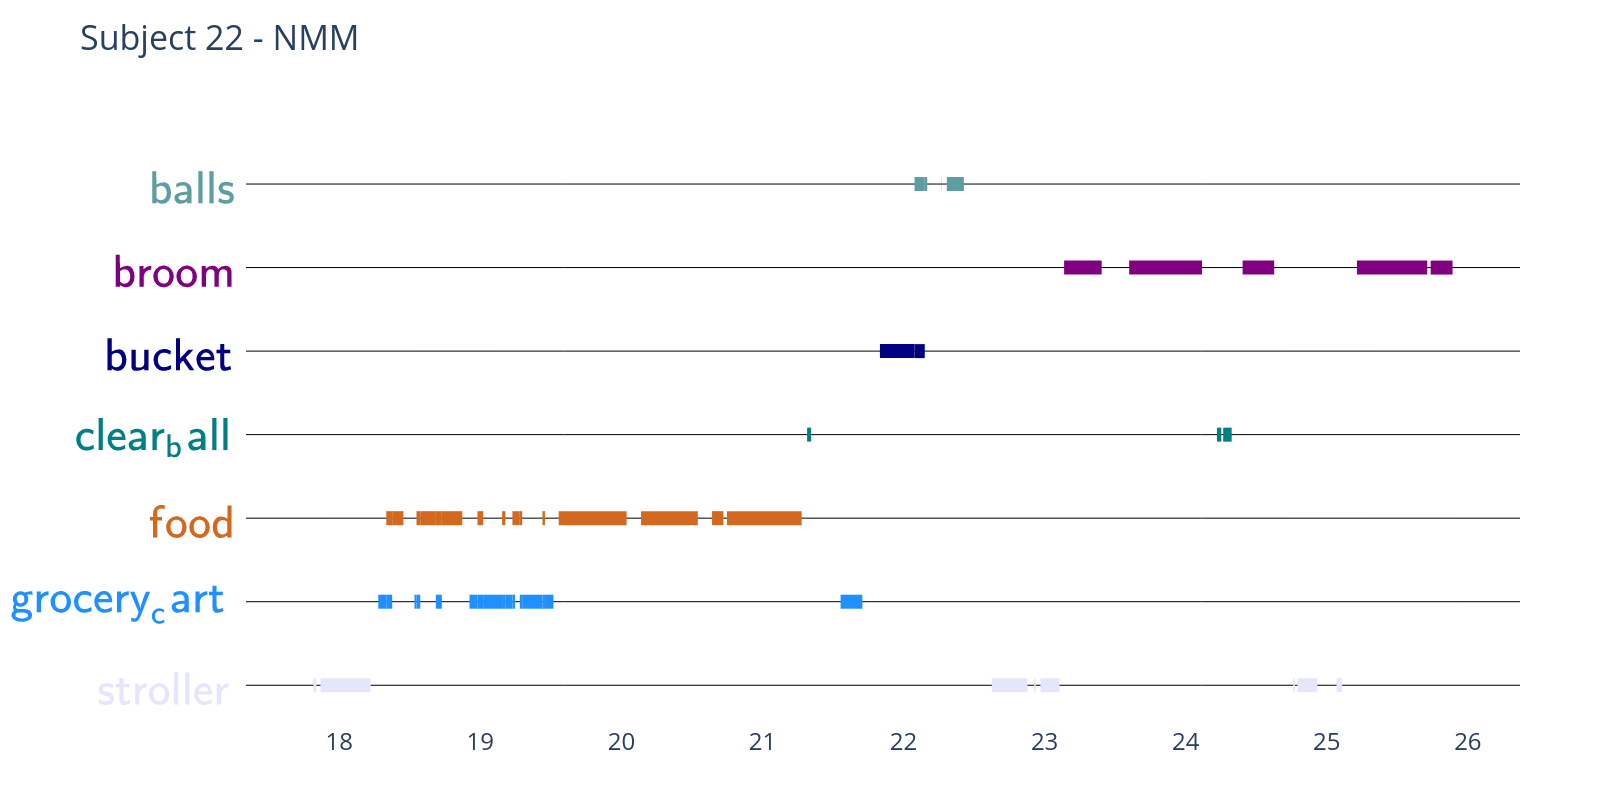 Subject 22 - NMM
balls
broom
bucket
clear_ball
food
grocery_cart
stroller
18 19 20 21 22 23 24 25 26